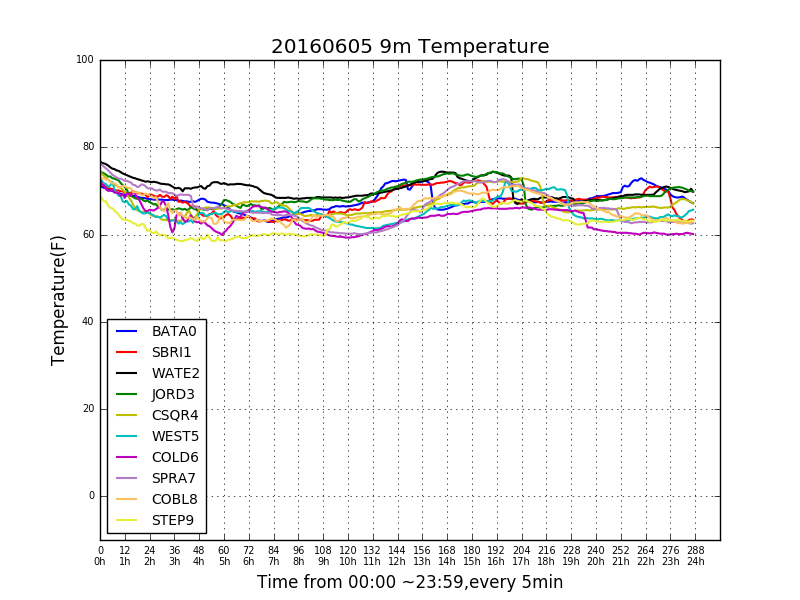 20160605 9m Temperature
100
80
60
40
20
0
Temperature(F)
BATA0
SBRI1
WATE2
JORD3
CSQR4
WEST5
COLD6
SPRA7
COBL8
STEP9
0 12 24 36 48 60 72 84 96 108 120 132 144 156 168 180 192 204 216 228 240 252 264 276 288
0h 1h 2h 3h 4h 5h 6h 7h 8h 9h 10h 11h 12h 13h 14h 15h 16h 17h 18h 19h 20h 21h 22h 23h 24h
Time from 00:00 ~23:59,every 5min